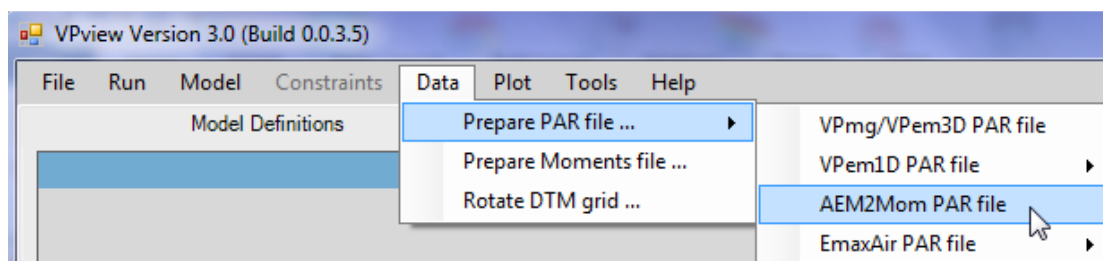 VPview Version 3.0 (Build 0.0.3.5)
File Run Model Constraints Data Plot Tools Help
Model Definitions
Prepare PAR file ...
Prepare Moments file ...
Rotate DTM grid ...
VPmg/VPem3D PAR file
VPem1D PAR file
AEM2Mom PAR file
EmaxAir PAR file